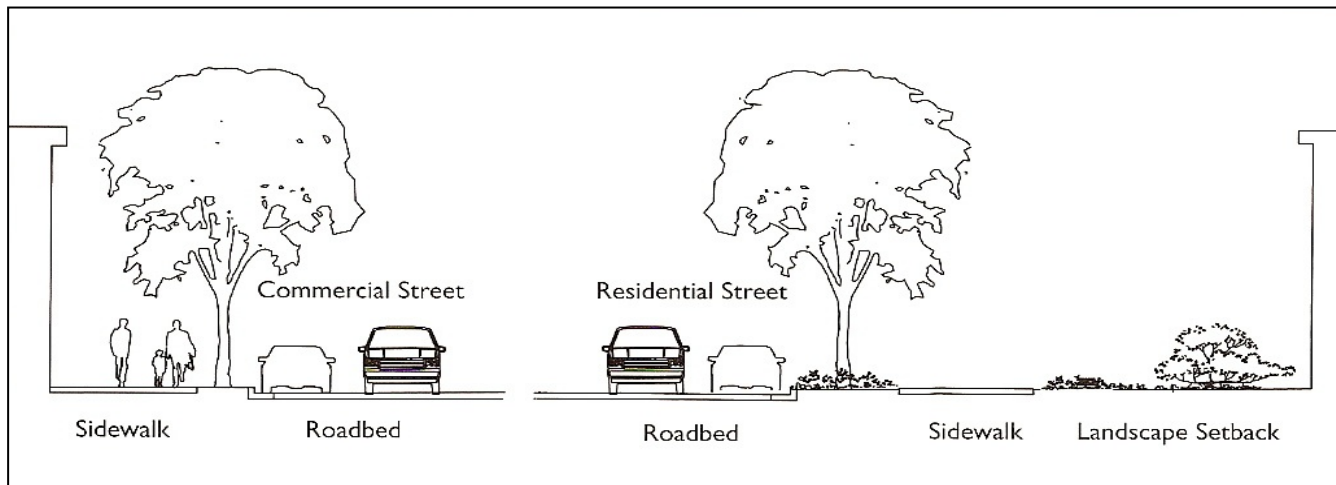 Commercial Street
Residential Street
Sidewalk
Roadbed
Roadbed
Sidewalk
Landscape Setback